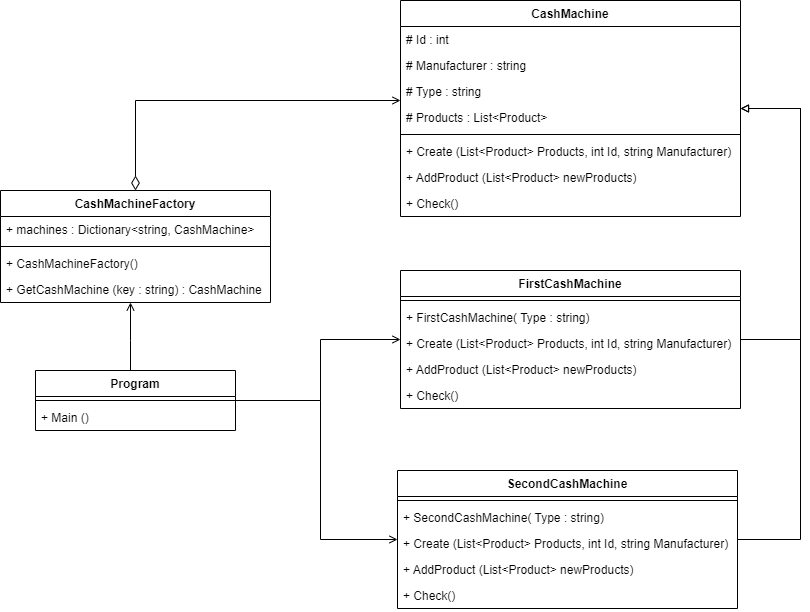 CashMachine
# Id : int
# Manufacturer : string
# Type : string
# Products : List<Product>
+ Create (List<Product> Products, int Id, string Manufacturer)
+ AddProduct (List<Product> newProducts)
+ Check()
CashMachineFactory
+ machines : Dictionary<string, CashMachine>
+ CashMachineFactory()
+ GetCashMachine (key : string) : CashMachine
FirstCashMachine
+ FirstCashMachine( Type : string)
+ Create (List<Product> Products, int Id, string Manufacturer)
+ AddProduct (List<Product> newProducts)
+ Check()
Program
+ Main ()
SecondCashMachine
+ SecondCashMachine( Type : string)
+ Create (List<Product> Products, int Id, string Manufacturer)
+ AddProduct (List<Product> newProducts)
+ Check()